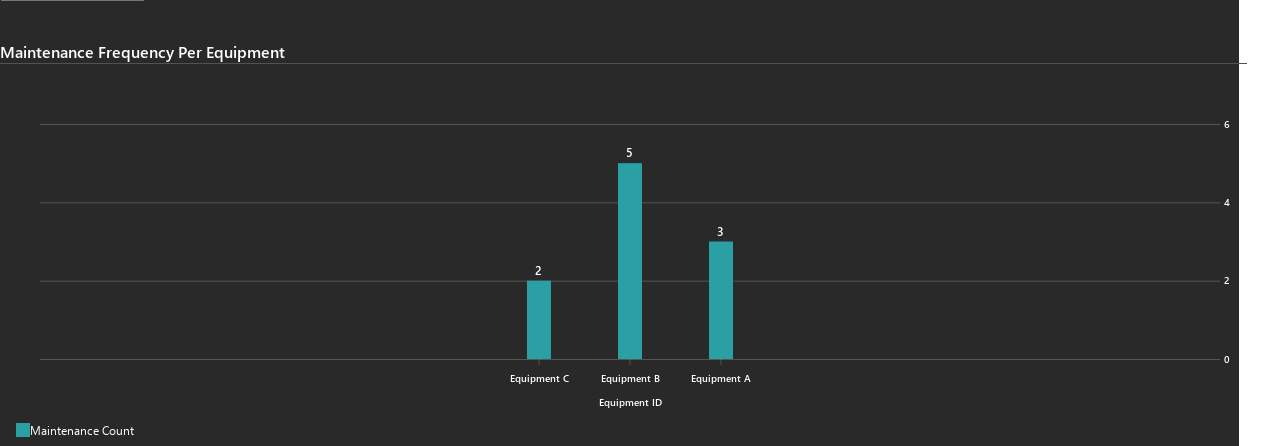 Maintenance Frequency Per Equipment
6
5
4
3
2
2
0
Equipment C Equipment B Equipment A
Equipment ID
Maintenance Count